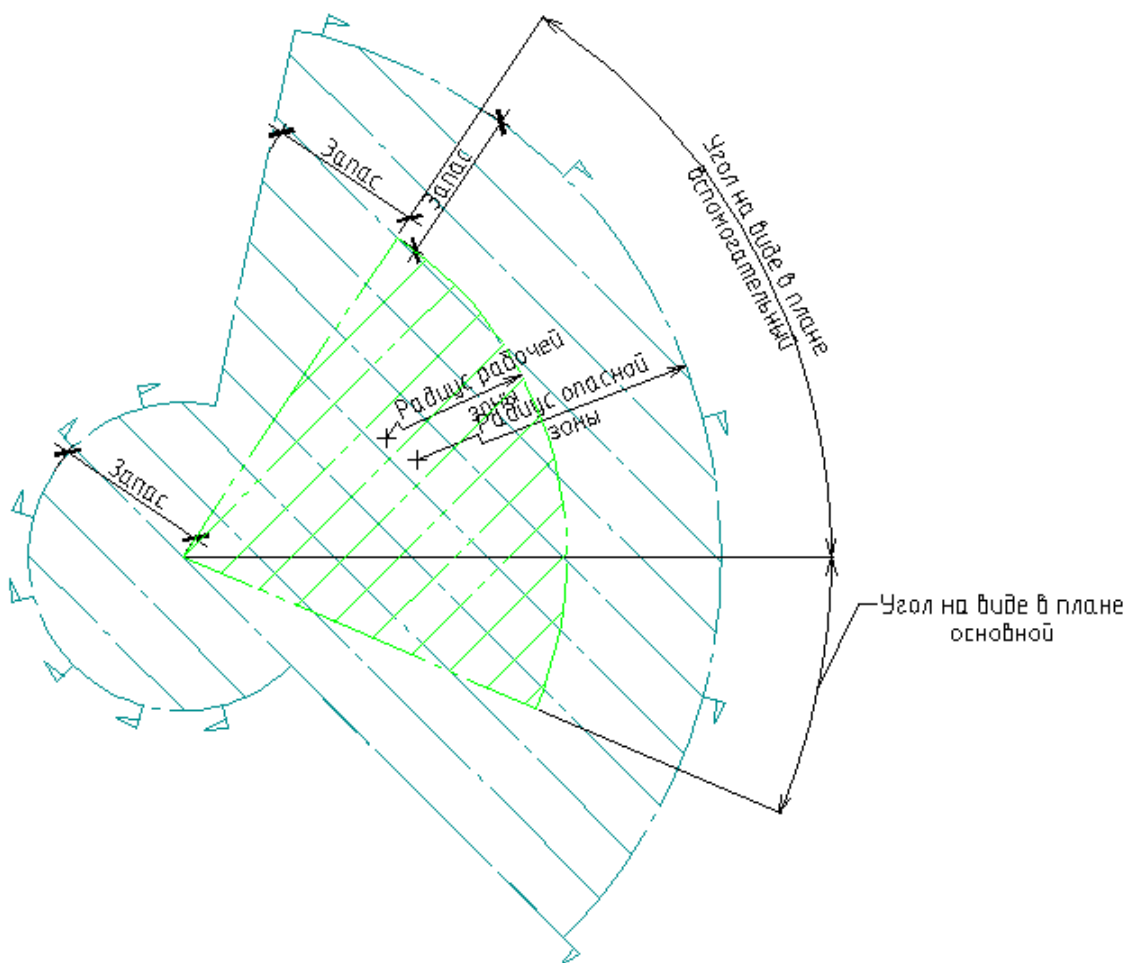 Запас
Запас
Угол на виде в плане
вспомогательный
Радиус рабочей
зоны
Радиус опасной
зоны
Запас
Угол на виде в плане
основной